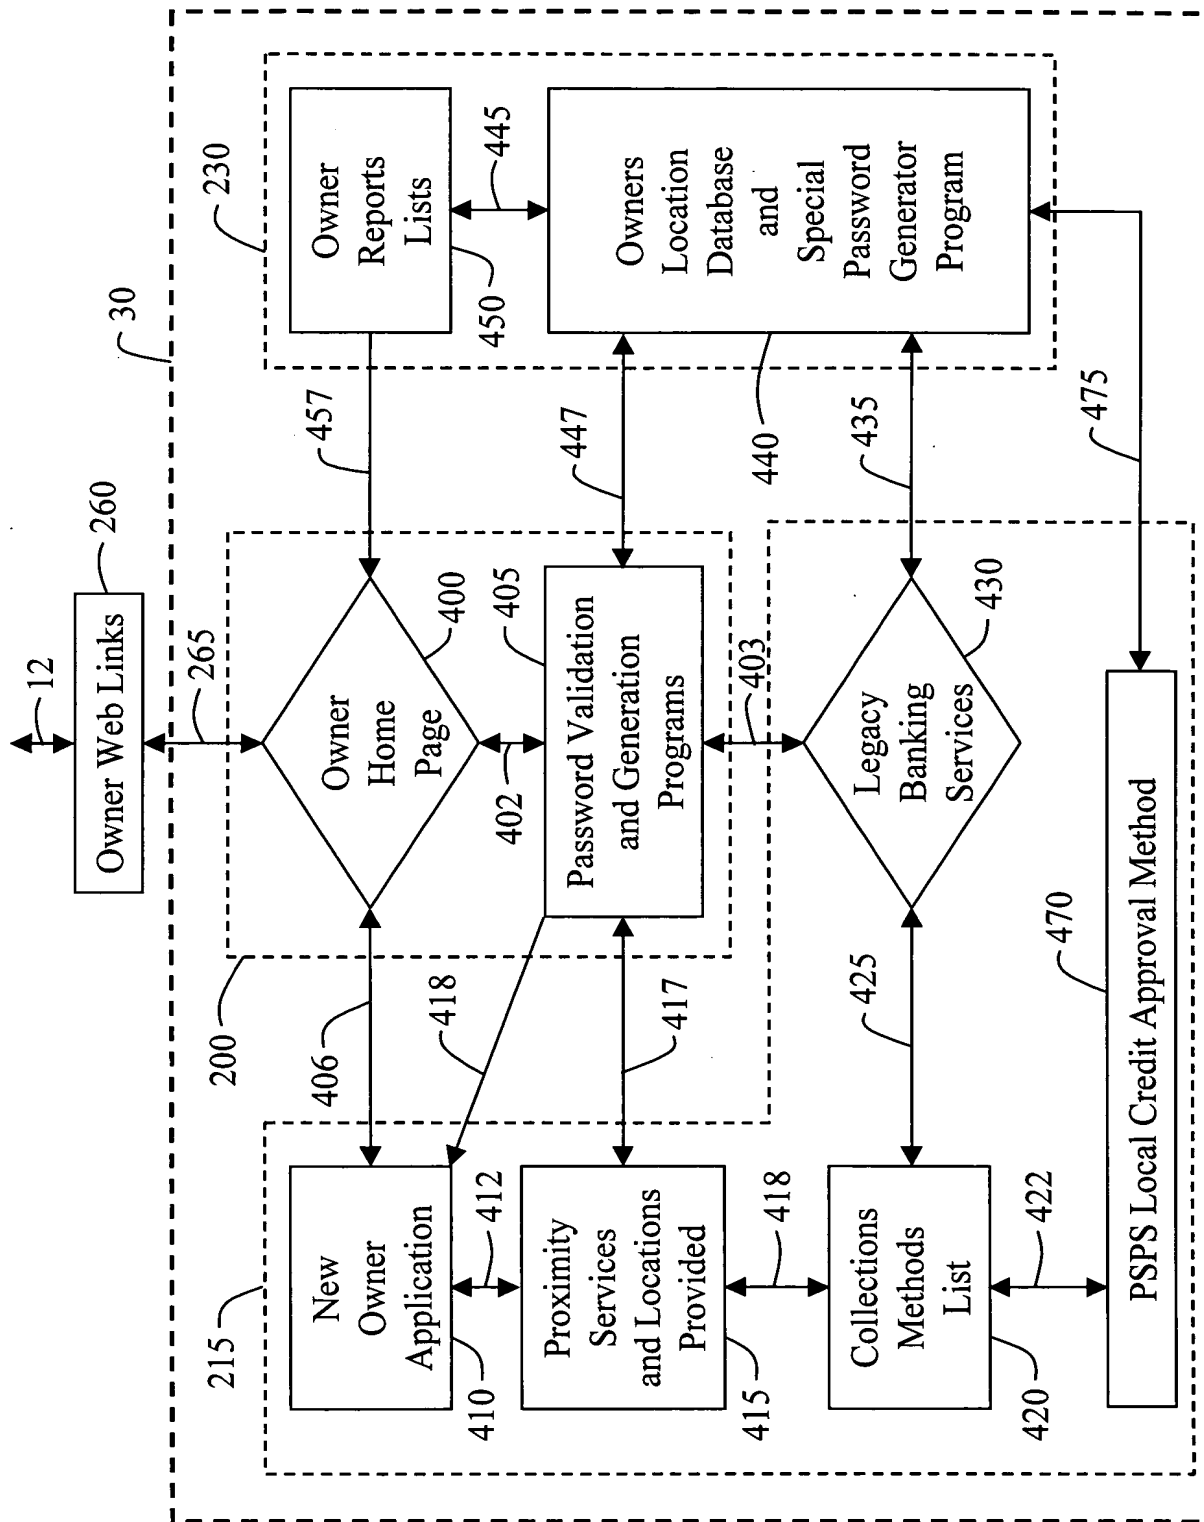 12
Owner Web Links
260
265
30
230
215
200
406
457
Owner
Home
Page
400
Owner
Reports
Lists
450
445
New
Owner
Application
410
418
412
402
405
Password Validation
and Generation
Programs
447
417
Proximity
Services
and Locations
Provided
415
418
403
Owners
Location
Database
and
Special
Password
Generator
Program
440
435
Legacy
Banking
Services
430
425
Collections
Methods
List
420
422
470
475
PSPS Local Credit Approval Method